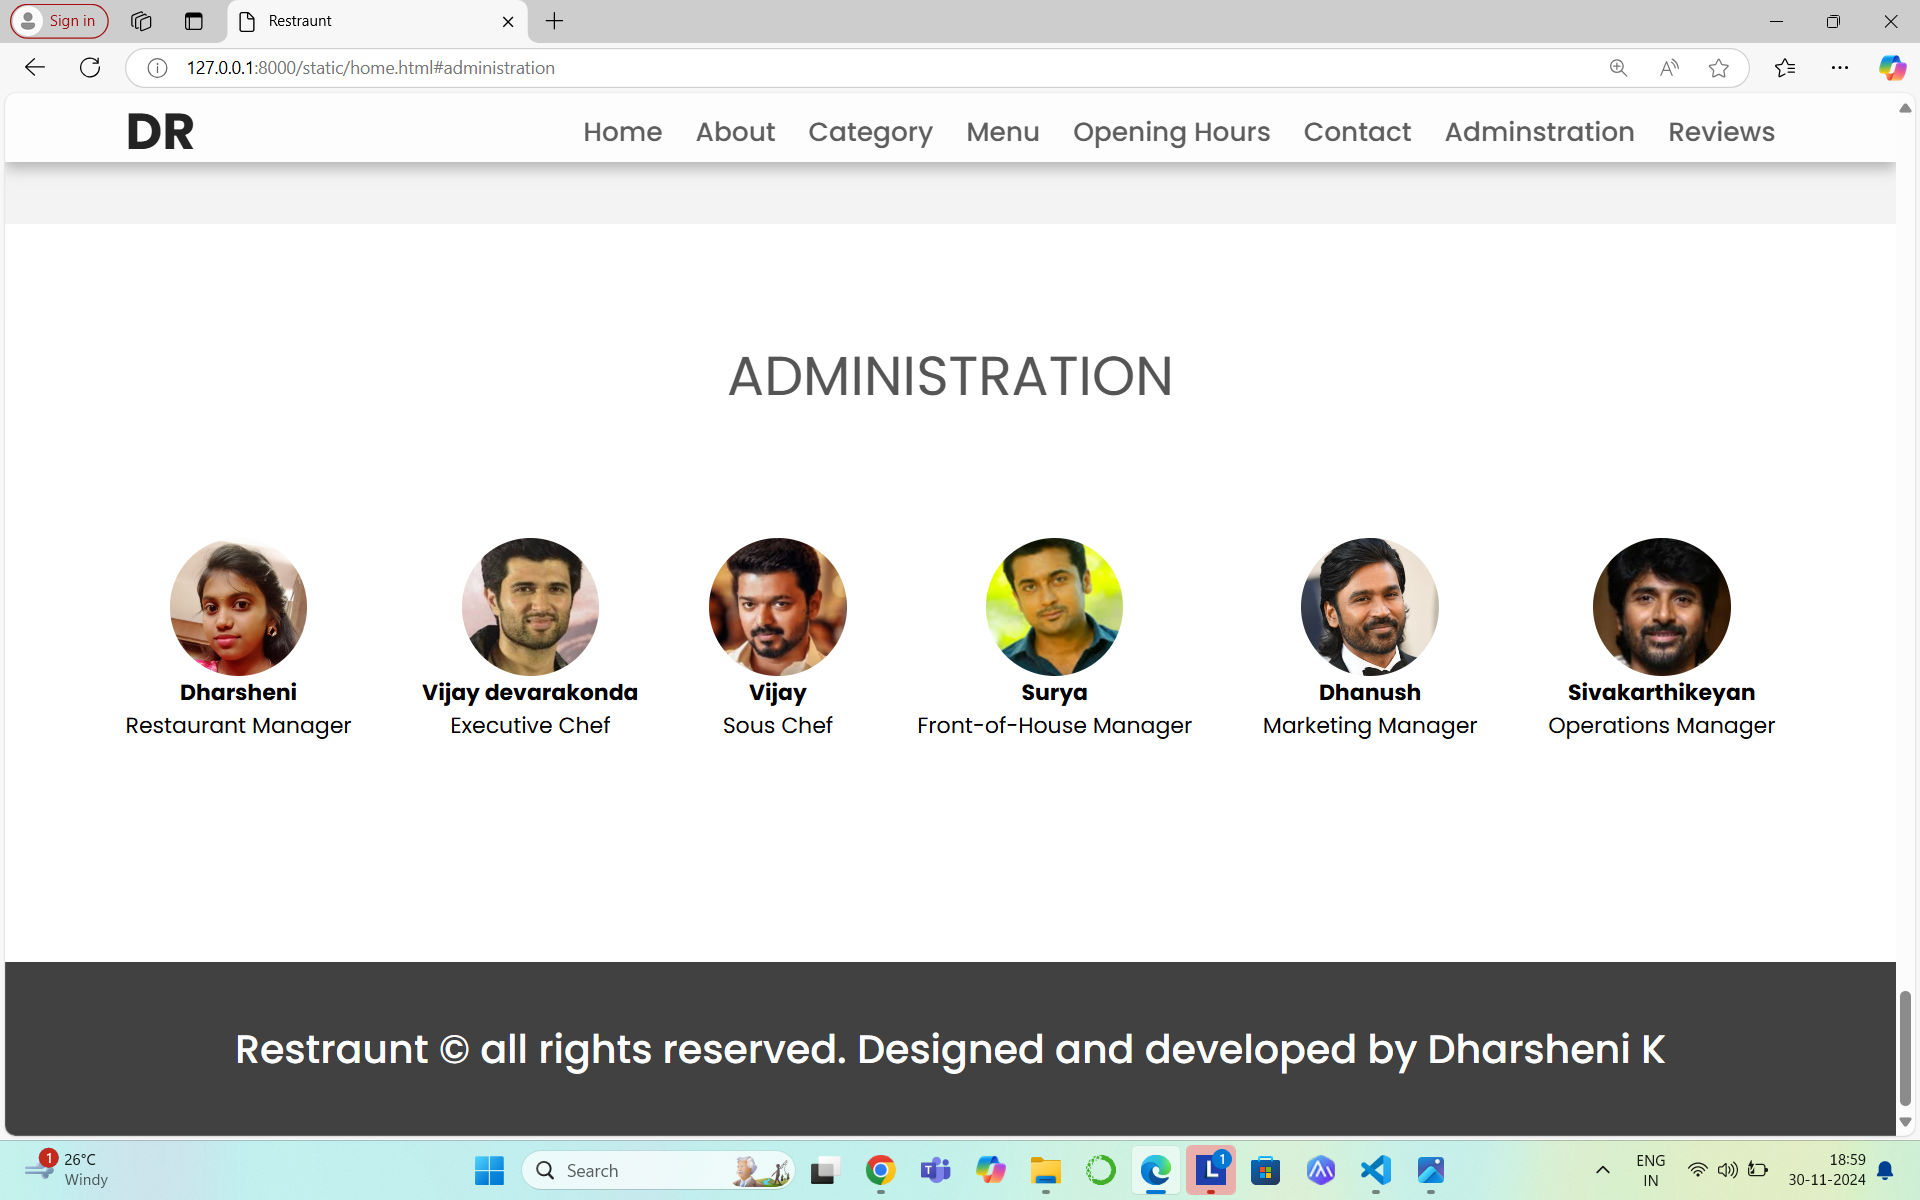 Sign in
Restraunt
127.0.0.1:8000/static/home.html#administration
DR
Home About Category Menu Opening Hours Contact Adminstration Reviews
ADMINISTRATION
Dharsheni Vijay devarakonda Vijay Surya Dhanush Sivakarthikeyan
Restaurant Manager Executive Chef Sous Chef Front-of-House Manager Marketing Manager Operations Manager
Restraunt © all rights reserved. Designed and developed by Dharsheni K
1
26°C
Windy
Search
L 1
ENG
IN
18:59
30-11-2024